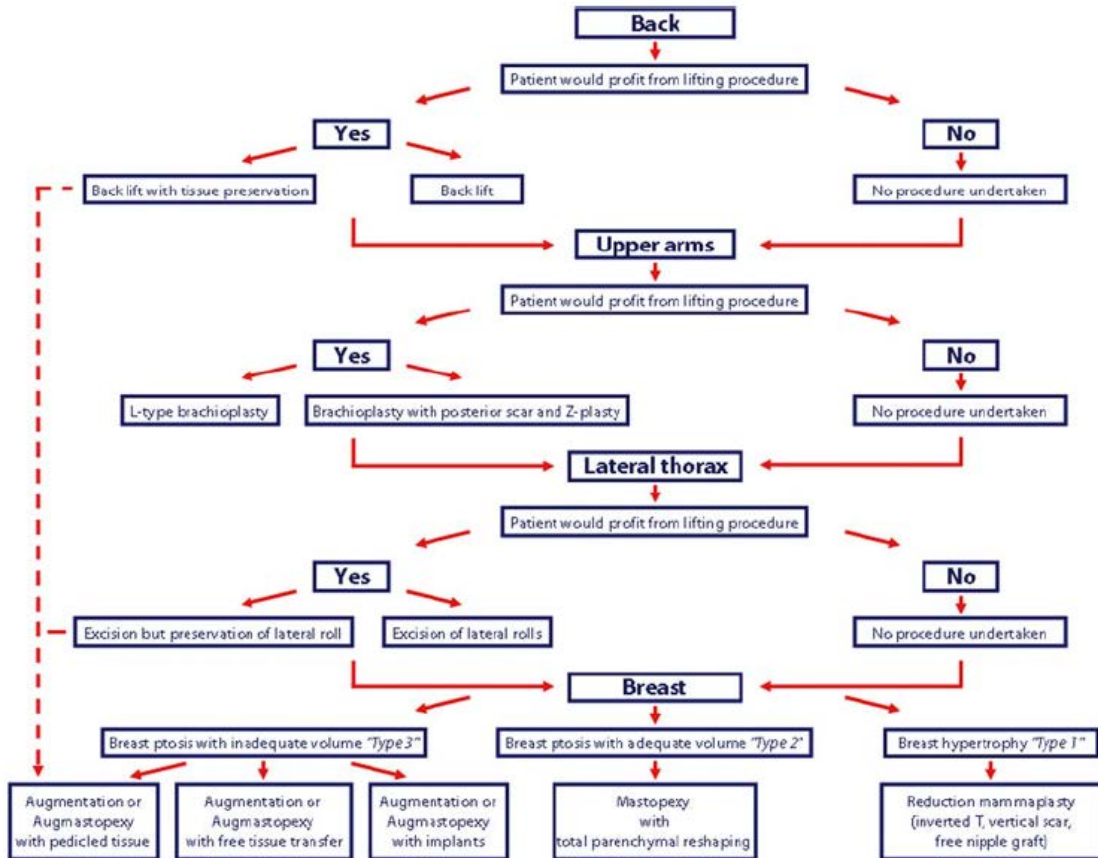 Back
Patient would profit from lifting procedure
Yes
No
Back lift with tissue preservation
Back lift
No procedure undertaken
Upper arms
Patient would profit from lifting procedure
Yes
No
L-type brachioplasty
Brachioplasty with posterior scar and Z-plasty
No procedure undertaken
Lateral thorax
Patient would profit from lifting procedure
Yes
No
Excision but preservation of lateral roll
Excision of lateral rolls
No procedure undertaken
Breast
Breast ptosis with inadequate volume "Type 3"
Breast ptosis with adequate volume "Type 2"
Breast hypertrophy "Type 1"
Augmentation or
Augmastopexy
with pedicled tissue
Augmentation or
Augmastopexy
with free tissue transfer
Augmentation or
Augmastopexy
with implants
Mastopexy
with
total parenchymal reshaping
Reduction mammaplasty
(inverted T, vertical scar,
free nipple graft)